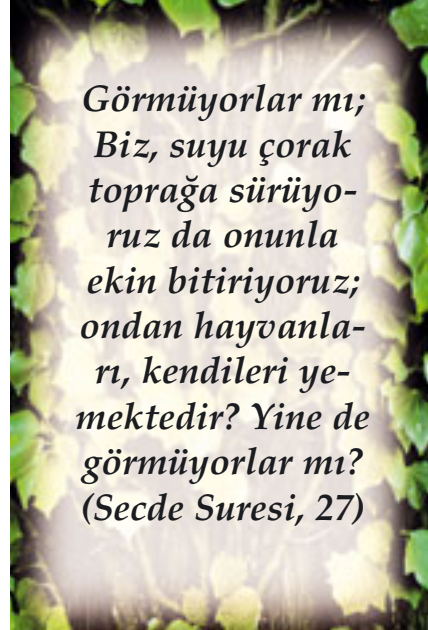 Görmüyorlar mı;
Biz, suyu çorak
toprağa sürüyo-
ruz da onunla
ekin bitiriyoruz;
ondan hayvanla-
rı, kendileri ye-
mektedir? Yine de
görmüyorlar mı?
(Secde Suresi, 27)